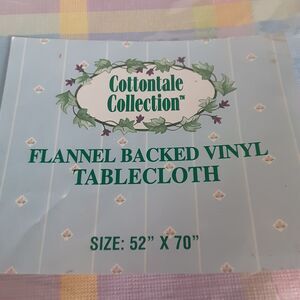 Cottontale
Collection™
FLANNEL BACKED VINYL
TABLECLOTH
SIZE: 52" X 70"